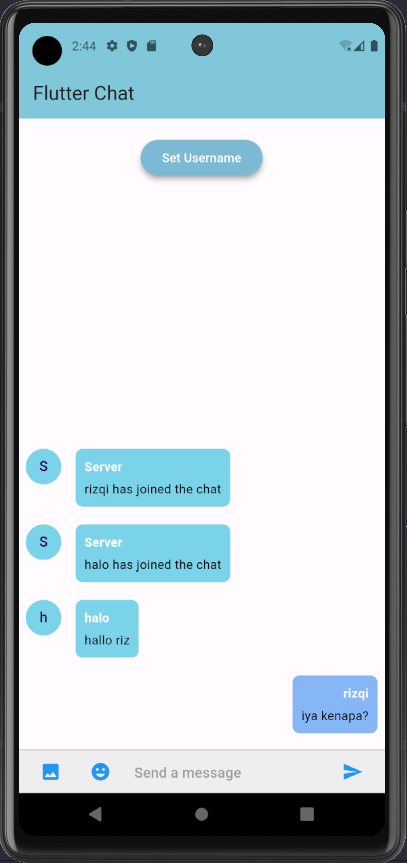 2:44
Flutter Chat
Set Username
S
Server
rizqi has joined the chat
S
Server
halo has joined the chat
h
halo
hallo riz
rizqi
iya kenapa?
Send a message